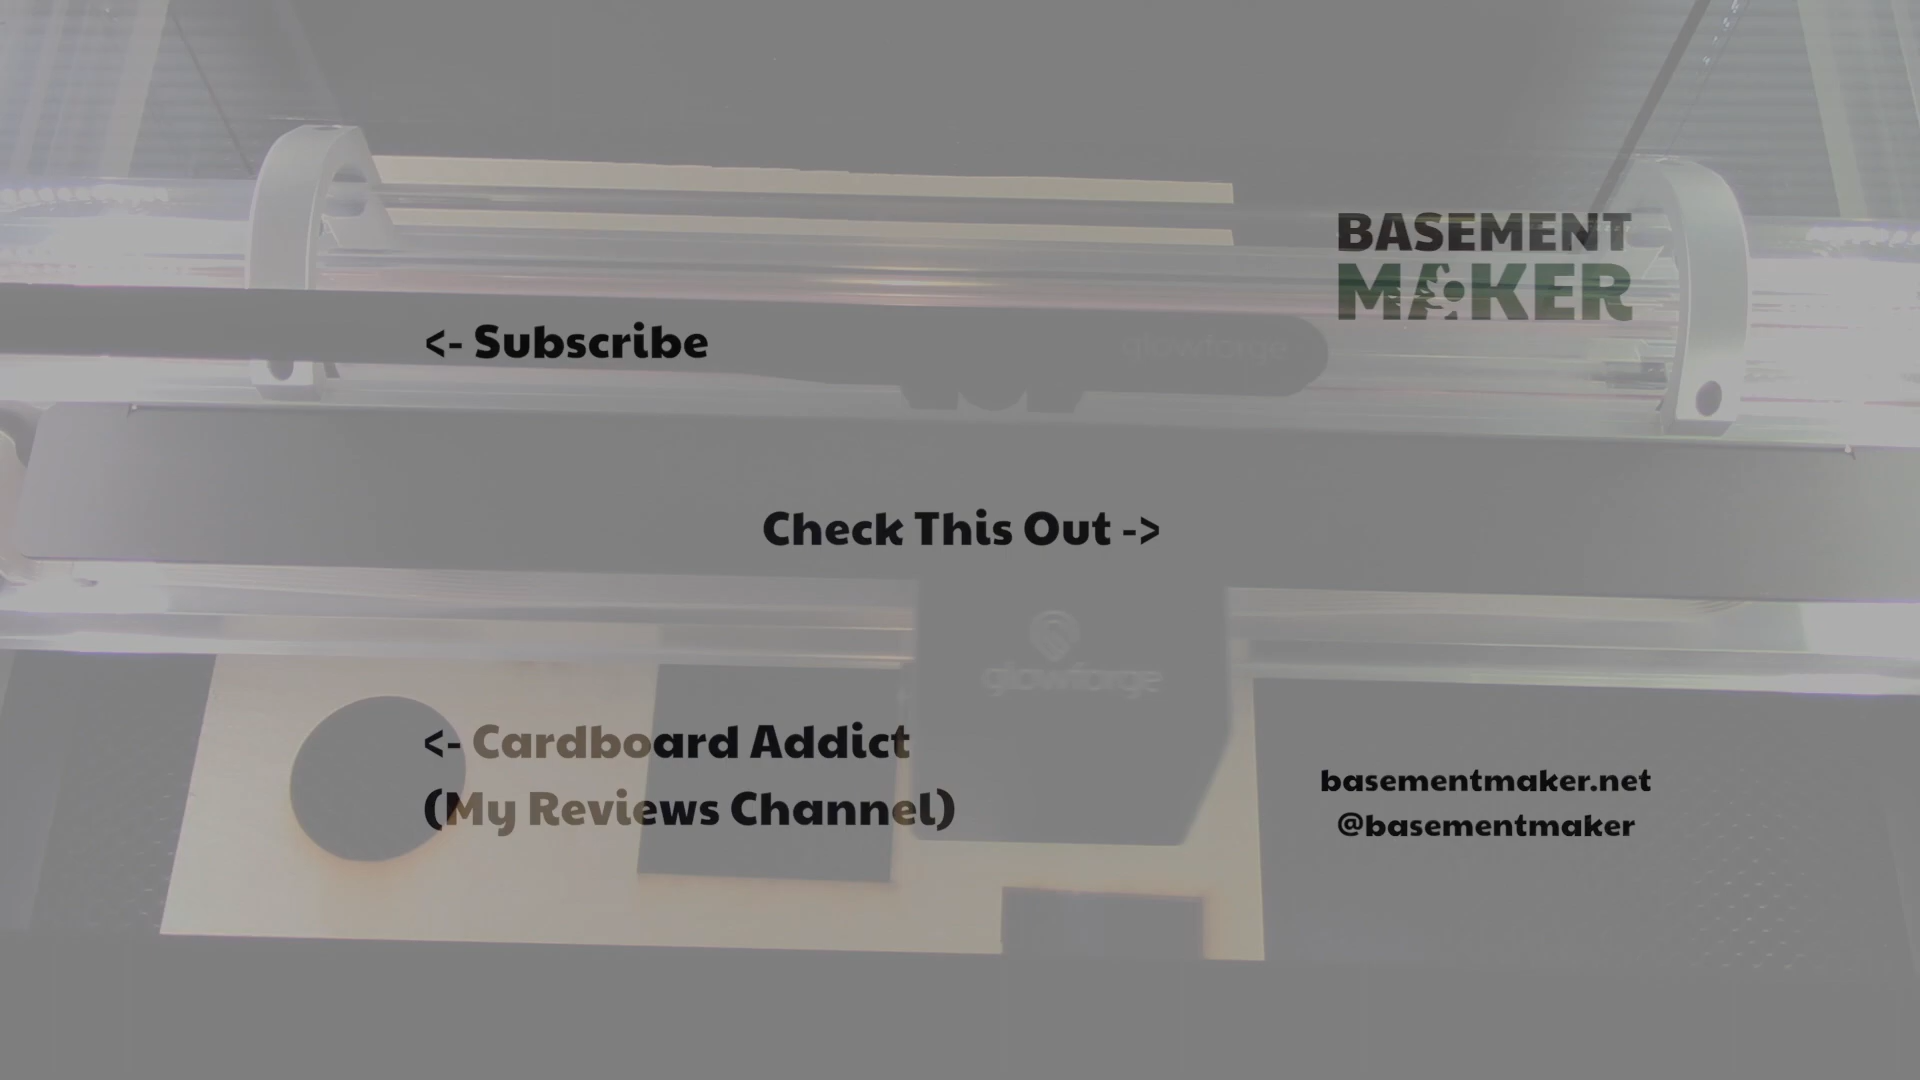 BASEMENT
MAKER
<- Subscribe
glowforge
Check This Out ->
glowforge
<- Cardboard Addict
(My Reviews Channel)
basementmaker.net
@basementmaker